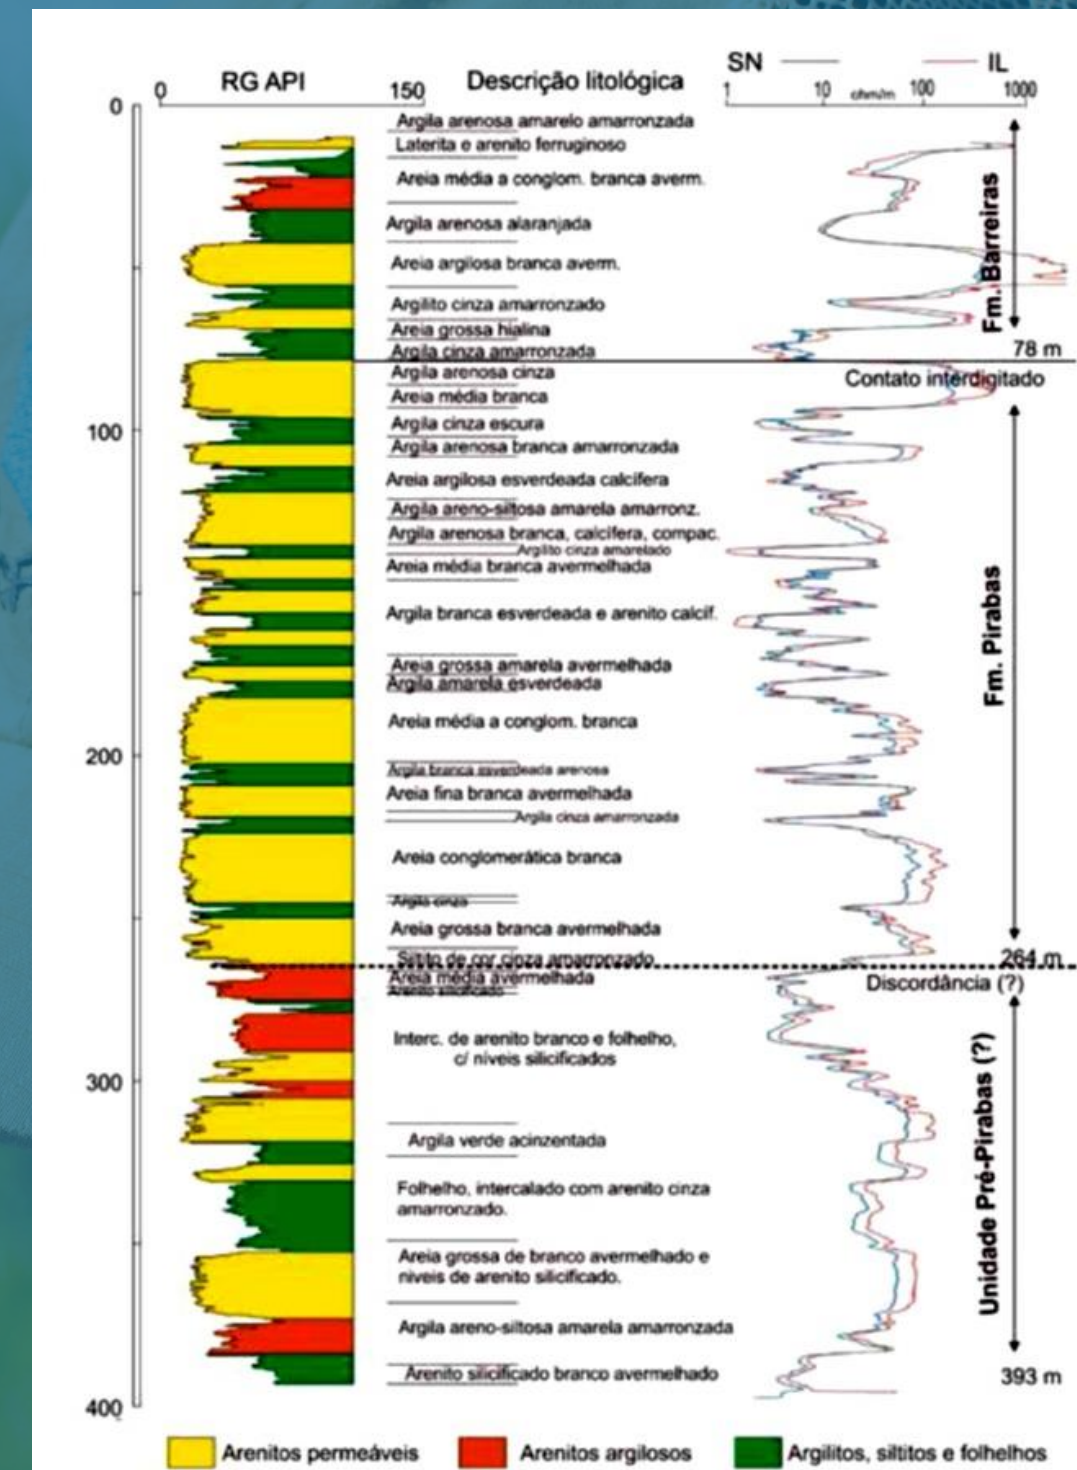 RG API
Descrição litológica
SN
IL
0
150
1
10
ohm/m
100
1000
0
100
200
300
400
Argila arenosa amarelo amarronzada
Laterita e arenito ferruginoso
Areia média a conglom. branca averm.
Argila arenosa alaranjada
Areia argilosa branca averm.
Argilito cinza amarronzado
Areia grossa hialina
Argila cinza amarronzada
Argila arenosa cinza
Areia média branca
Argila cinza escura
Argila arenosa branca amarronzada
Areia argilosa esverdeada calcífera
Argila areno-siltosa amarela amarronz.
Argila arenosa branca, calcífera, compac.
Argilito cinza amarelado
Areia média branca avermelhada
Argila branca esverdeada e arenito calcíf.
Areia grossa amarela avermelhada
Argila amarela esverdeada
Areia média a conglom. branca
Argila branca esverdeada arenosa
Areia fina branca avermelhada
Argila cinza amarronzada
Areia conglomerática branca
Argila cinza
Areia grossa branca avermelhada
Siltito de cor cinza amarronzado
Areia média avermelhada
Arenito silicificado
Interc. de arenito branco e folhelho,
c/ níveis silicificados
Argila verde acinzentada
Folhelho, intercalado com arenito cinza
amarronzado.
Areia grossa de branco avermelhado e
niveis de arenito silicificado.
Argila areno-siltosa amarela amarronzada
Arenito silicificado branco avermelhado
Fm. Barreiras
78 m
Contato interdigitado
Fm. Pirabas
264 m
Discordância (?)
Unidade Pré-Pirabas (?)
393 m
Arenitos permeáveis
Arenitos argilosos
Argilitos, siltitos e folhelhos